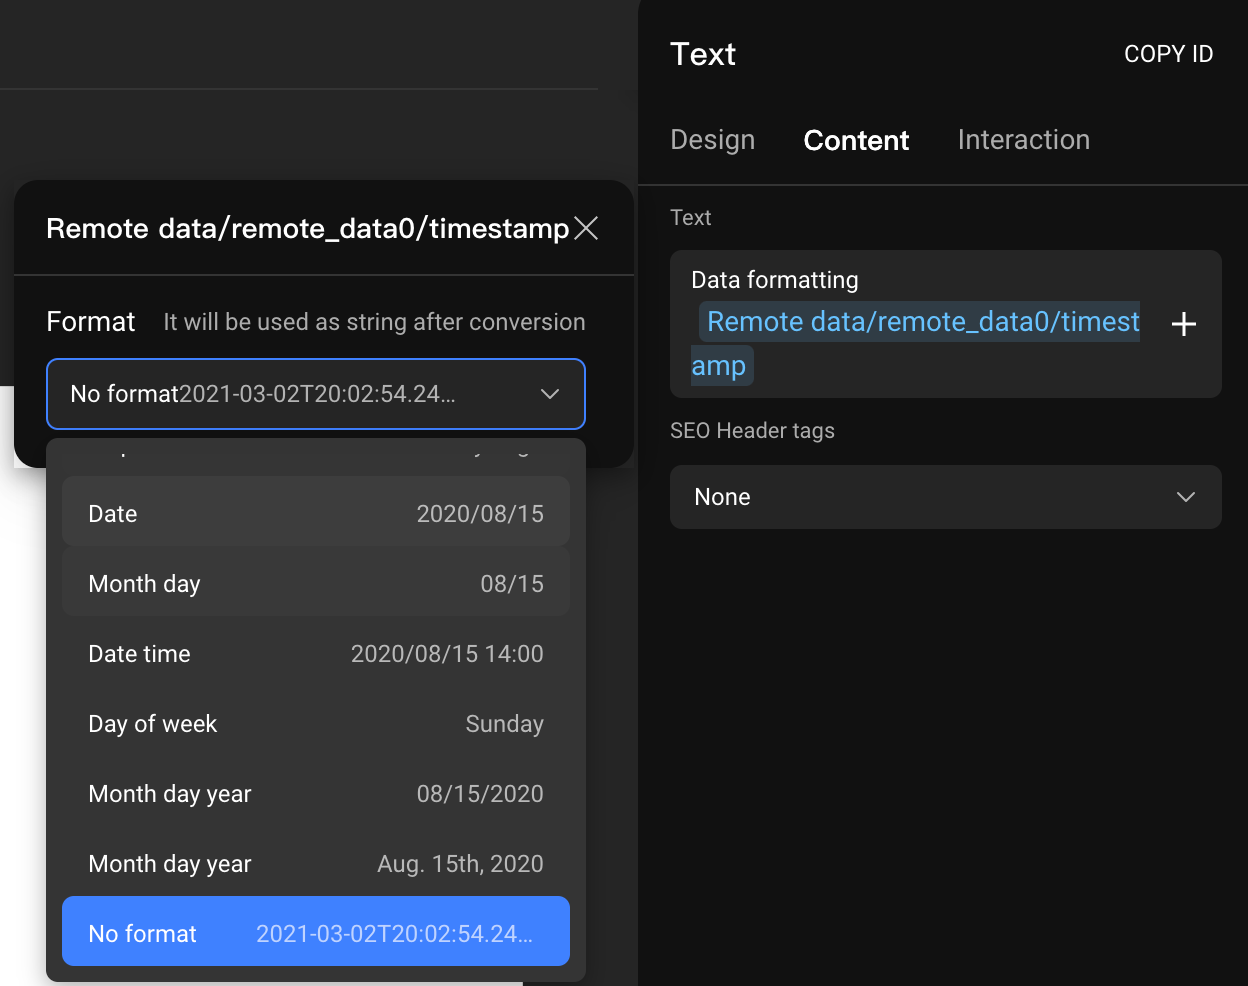 Text
COPY ID
Design
Content
Interaction
Text
Data formatting
Remote data/remote_data0/timest
amp
SEO Header tags
None
Remote data/remote_data0/timestamp
Format It will be used as string after conversion
No format2021-03-02T20:02:54.24...
Date 2020/08/15
Month day 08/15
Date time 2020/08/15 14:00
Day of week Sunday
Month day year 08/15/2020
Month day year Aug. 15th, 2020
No format 2021-03-02T20:02:54.24...